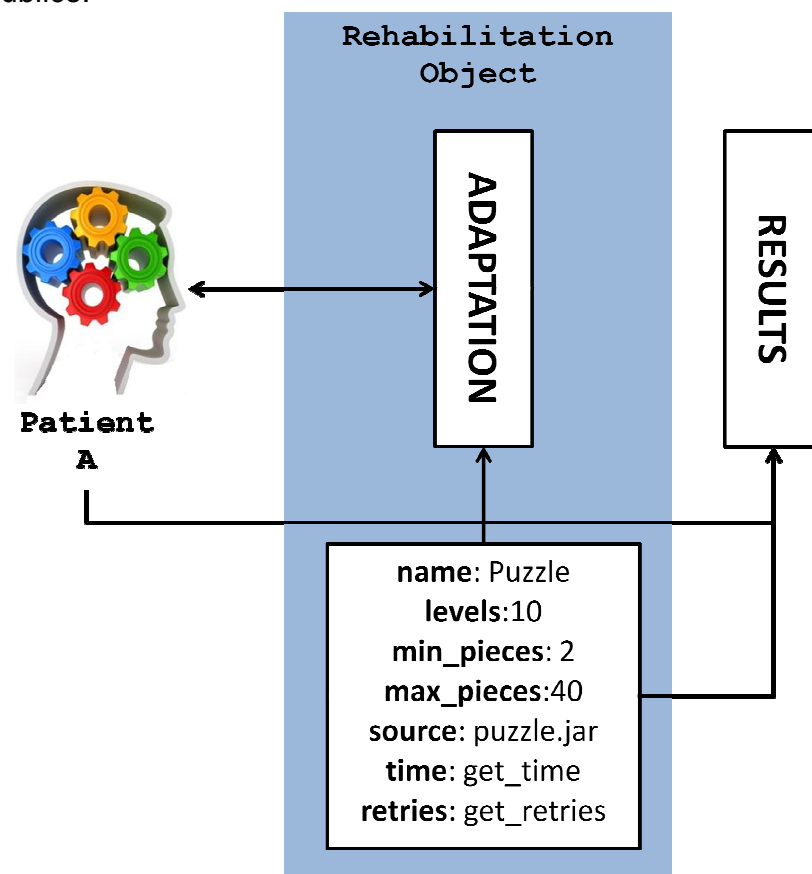 Rehabilitation
Object
ADAPTATION
RESULTS
Patient
A
name: Puzzle
levels:10
min_pieces: 2
max_pieces:40
source: puzzle.jar
time: get_time
retries: get_retries